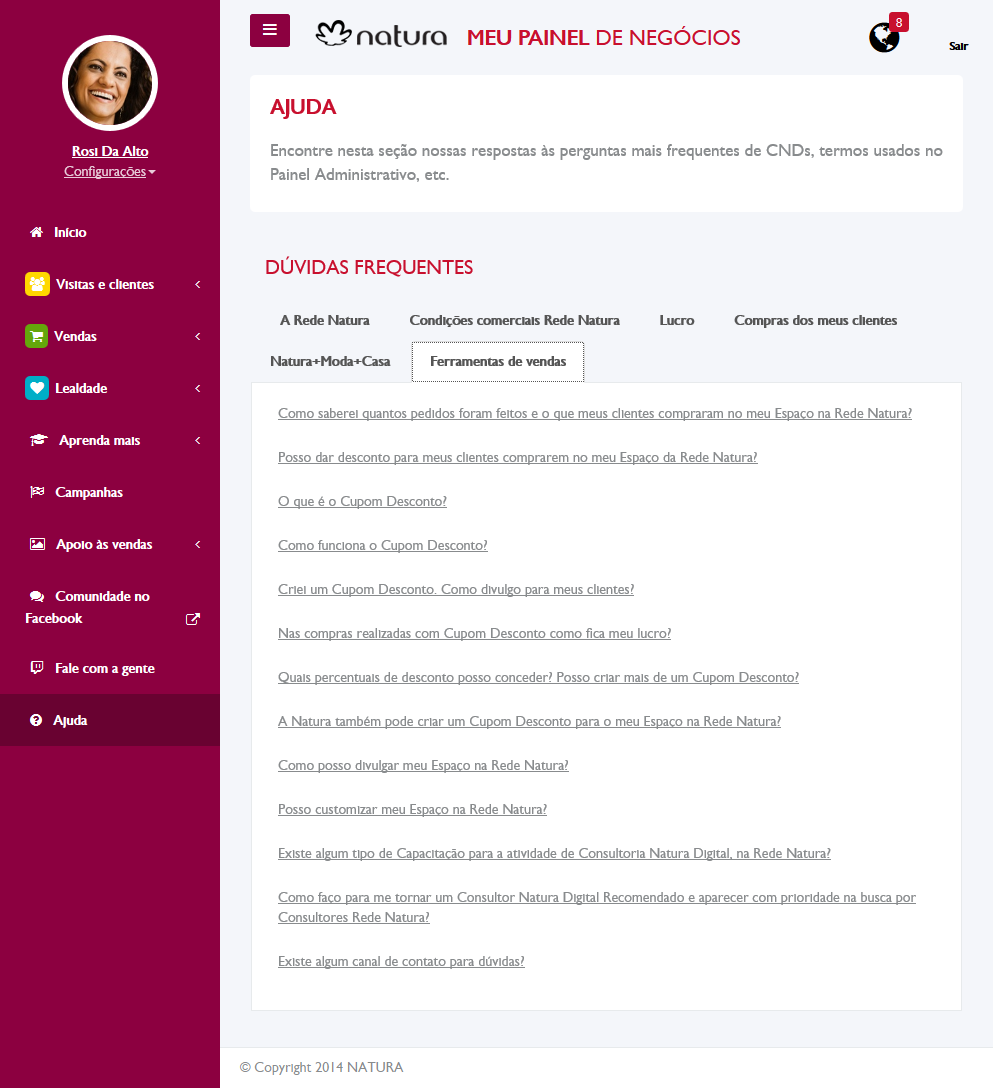 Rosi Da Alto
Configurações
Início
Visitas e clientes
Vendas
Lealdade
Aprenda mais
Campanhas
Apoio às vendas
Comunidade no
Facebook
Fale com a gente
Ajuda
natura
MEU PAINEL DE NEGÓCIOS
8
Sair
AJUDA
Encontre nesta seção nossas respostas às perguntas mais frequentes de CNDs, termos usados no
Painel Administrativo, etc.
DÚVIDAS FREQUENTES
A Rede Natura
Condições comerciais Rede Natura
Lucro
Compras dos meus clientes
Natura+Moda+Casa
Ferramentas de vendas
Como saberei quantos pedidos foram feitos e o que meus clientes compraram no meu Espaço na Rede Natura?
Posso dar desconto para meus clientes comprarem no meu Espaço da Rede Natura?
O que é o Cupom Desconto?
Como funciona o Cupom Desconto?
Criei um Cupom Desconto. Como divulgo para meus clientes?
Nas compras realizadas com Cupom Desconto como fica meu lucro?
Quais percentuais de desconto posso conceder? Posso criar mais de um Cupom Desconto?
A Natura também pode criar um Cupom Desconto para o meu Espaço na Rede Natura?
Como posso divulgar meu Espaço na Rede Natura?
Posso customizar meu Espaço na Rede Natura?
Existe algum tipo de Capacitação para a atividade de Consultoria Natura Digital, na Rede Natura?
Como faço para me tornar um Consultor Natura Digital Recomendado e aparecer com prioridade na busca por
Consultores Rede Natura?
Existe algum canal de contato para dúvidas?
© Copyright 2014 NATURA